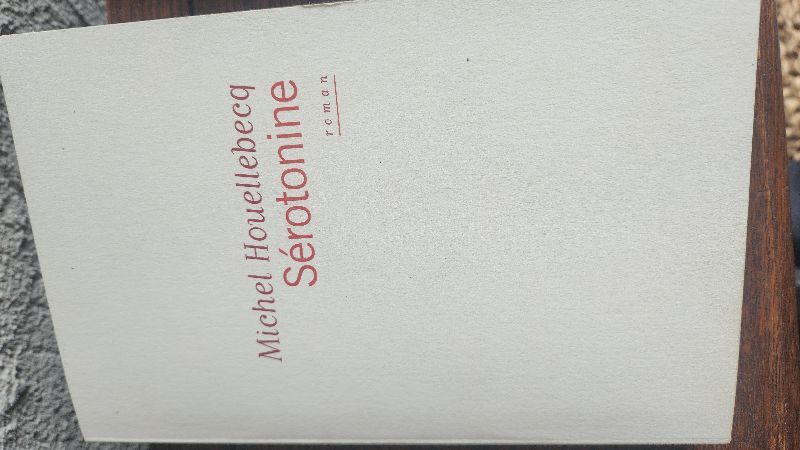 Michel Houellebecq
Sérotonine
roman